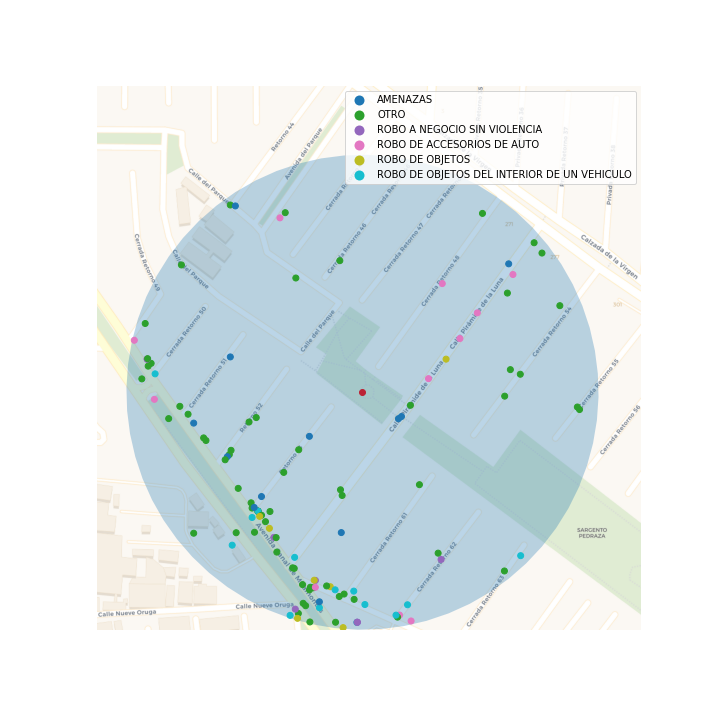 AMENAZAS
OTRO
ROBO A NEGOCIO SIN VIOLENCIA
ROBO DE ACCESORIOS DE AUTO
ROBO DE OBJETOS
ROBO DE OBJETOS DEL INTERIOR DE UN VEHICULO
Retorno 44
Avenida del Parque
Calle del Parque
Cerrada Retorno 49
Calle del Parque
Cerrada Retorno 46
Cerrada Retorno 47
Cerrada Retorno 48
Calzada de la Virgen
Calle Pirámide de la Luna
Cerrada Retorno 50
Calle del Parque
Cerrada Retorno 54
Cerrada Retorno 51
Calle Pirámide de la Luna
Cerrada Retorno 55
Cerrada Retorno 56
Cerrada Retorno 61
SARGENTO
PEDRAZA
Cerrada Retorno 62
Cerrada Retorno 63
Calle Nueve Oruga
Calle Nueve Oruga